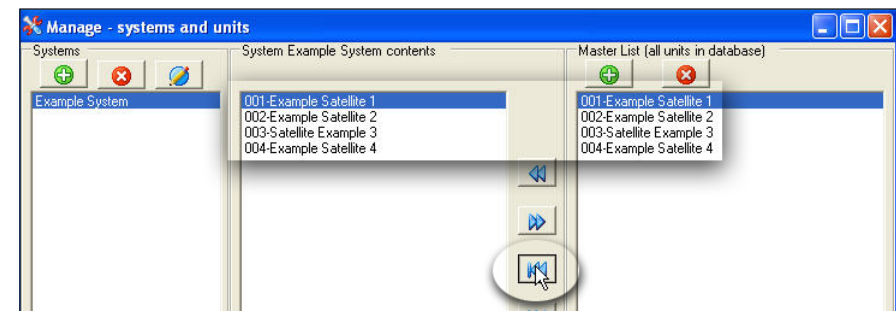 Manage - systems and units
Systems
System Example System contents
Master List (all units in database)
Example System
001-Example Satellite 1
002-Example Satellite 2
003-Satellite Example 3
004-Example Satellite 4
001-Example Satellite 1
002-Example Satellite 2
003-Satellite Example 3
004-Example Satellite 4